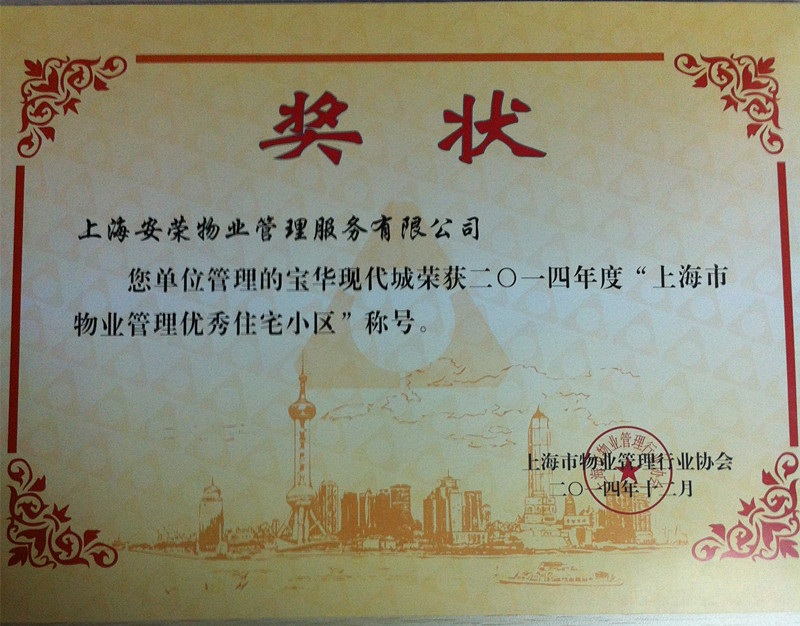 奖状
上海安荣物业管理服务有限公司
您单位管理的宝华现代城荣获二〇一四年度“上海市
物业管理优秀住宅小区”称号。
上海市物业管理行业协会
二〇一四年十二月